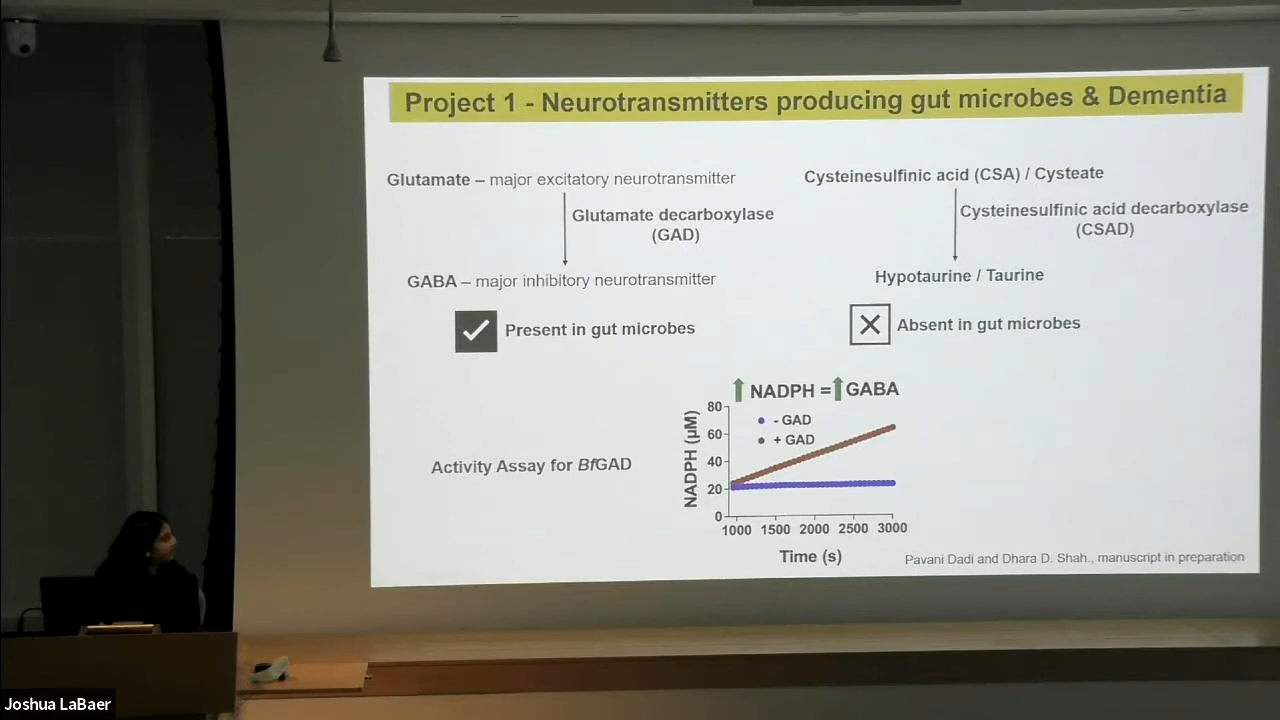 Project 1 - Neurotransmitters producing gut microbes & Dementia
Glutamate – major excitatory neurotransmitter
Glutamate decarboxylase
(GAD)
GABA – major inhibitory neurotransmitter
Present in gut microbes
Cysteinesulfinic acid (CSA) / Cysteate
Cysteinesulfinic acid decarboxylase
(CSAD)
Hypotaurine / Taurine
Absent in gut microbes
Activity Assay for BfGAD
NADPH = GABA
- GAD
+ GAD
NADPH (µM)
80
60
40
20
0
1000 1500 2000 2500 3000
Time (s)
Pavani Dadi and Dhara D. Shah., manuscript in preparation
Joshua LaBaer